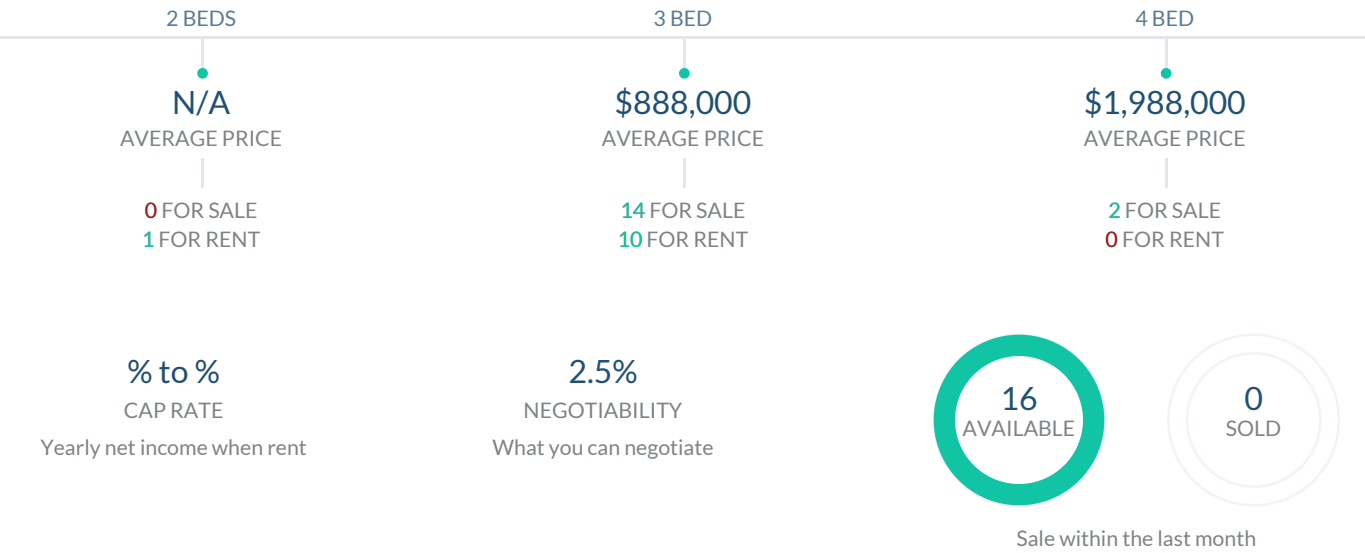 2 BEDS
3 BED
4 BED
N/A
$888,000
$1,988,000
AVERAGE PRICE
AVERAGE PRICE
AVERAGE PRICE
0 FOR SALE
14 FOR SALE
2 FOR SALE
1 FOR RENT
10 FOR RENT
0 FOR RENT
% to %
2.5%
16
0
CAP RATE
NEGOTIABILITY
AVAILABLE
SOLD
Yearly net income when rent
What you can negotiate
Sale within the last month